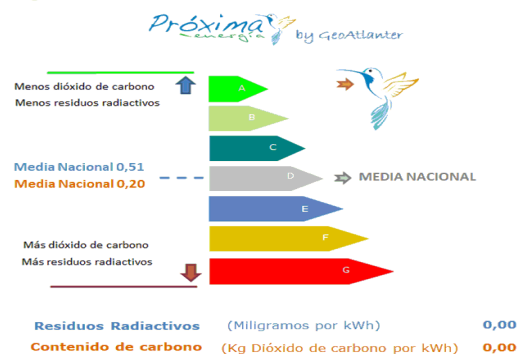 Próxima
energía
by GeoAtlanter
Menos dióxido de carbono
Menos residuos radiactivos
A
B
C
Media Nacional 0,51
Media Nacional 0,20
D
MEDIA NACIONAL
E
Más dióxido de carbono
Más residuos radiactivos
F
G
Residuos Radiactivos (Miligramos por kWh) 0,00
Contenido de carbono (Kg Dióxido de carbono por kWh) 0,00